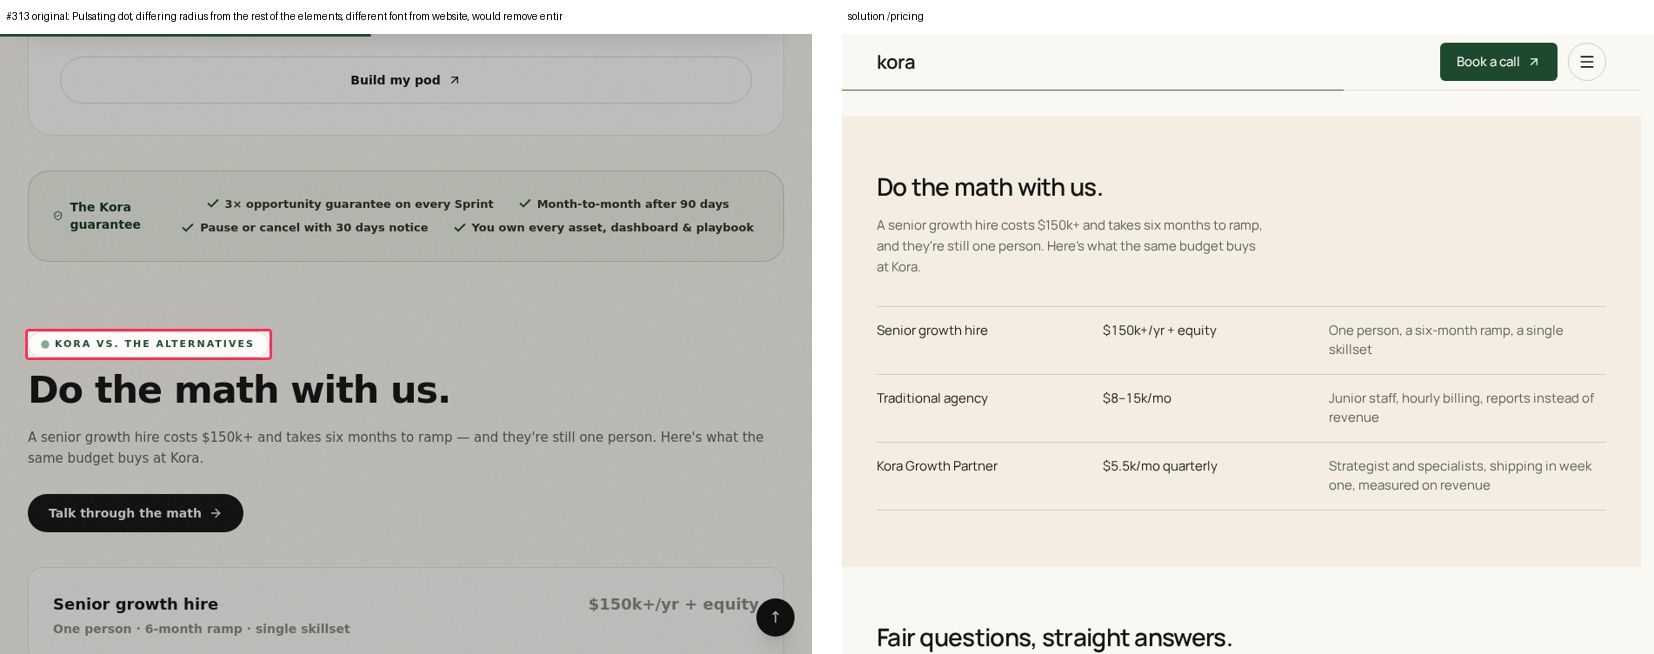 #313 original: Pulsating dot, differing radius from the rest of the elements, different font from website, would remove entir
Build my pod
The Kora
guarantee
3× opportunity guarantee on every Sprint
Month-to-month after 90 days
Pause or cancel with 30 days notice
You own every asset, dashboard & playbook
KORA VS. THE ALTERNATIVES
Do the math with us.
A senior growth hire costs $150k+ and takes six months to ramp — and they're still one person. Here's what the
same budget buys at Kora.
Talk through the math →
Senior growth hire
$150k+/yr + equity
One person · 6-month ramp · single skillset
solution /pricing
kora
Book a call
Do the math with us.
A senior growth hire costs $150k+ and takes six months to ramp,
and they're still one person. Here's what the same budget buys
at Kora.
Senior growth hire
$150k+/yr + equity
One person, a six-month ramp, a single
skillset
Traditional agency
$8–15k/mo
Junior staff, hourly billing, reports instead of
revenue
Kora Growth Partner
$5.5k/mo quarterly
Strategist and specialists, shipping in week
one, measured on revenue
Fair questions, straight answers.